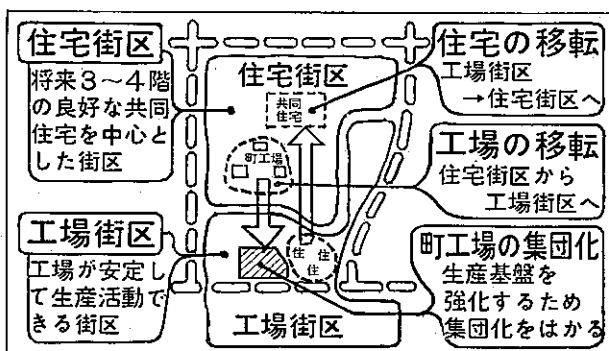 住宅街区
将来3～4階
の良好な共同
住宅を中心と
した街区
工場街区
工場が安定し
て生産活動で
きる街区
住宅街区
共同
住宅
町工場
住
住
住
工場街区
住宅の移転
工場街区
→住宅街区へ
工場の移転
住宅街区から
工場街区へ
町工場の集団化
生産基盤を
強化するため
集団化をはかる